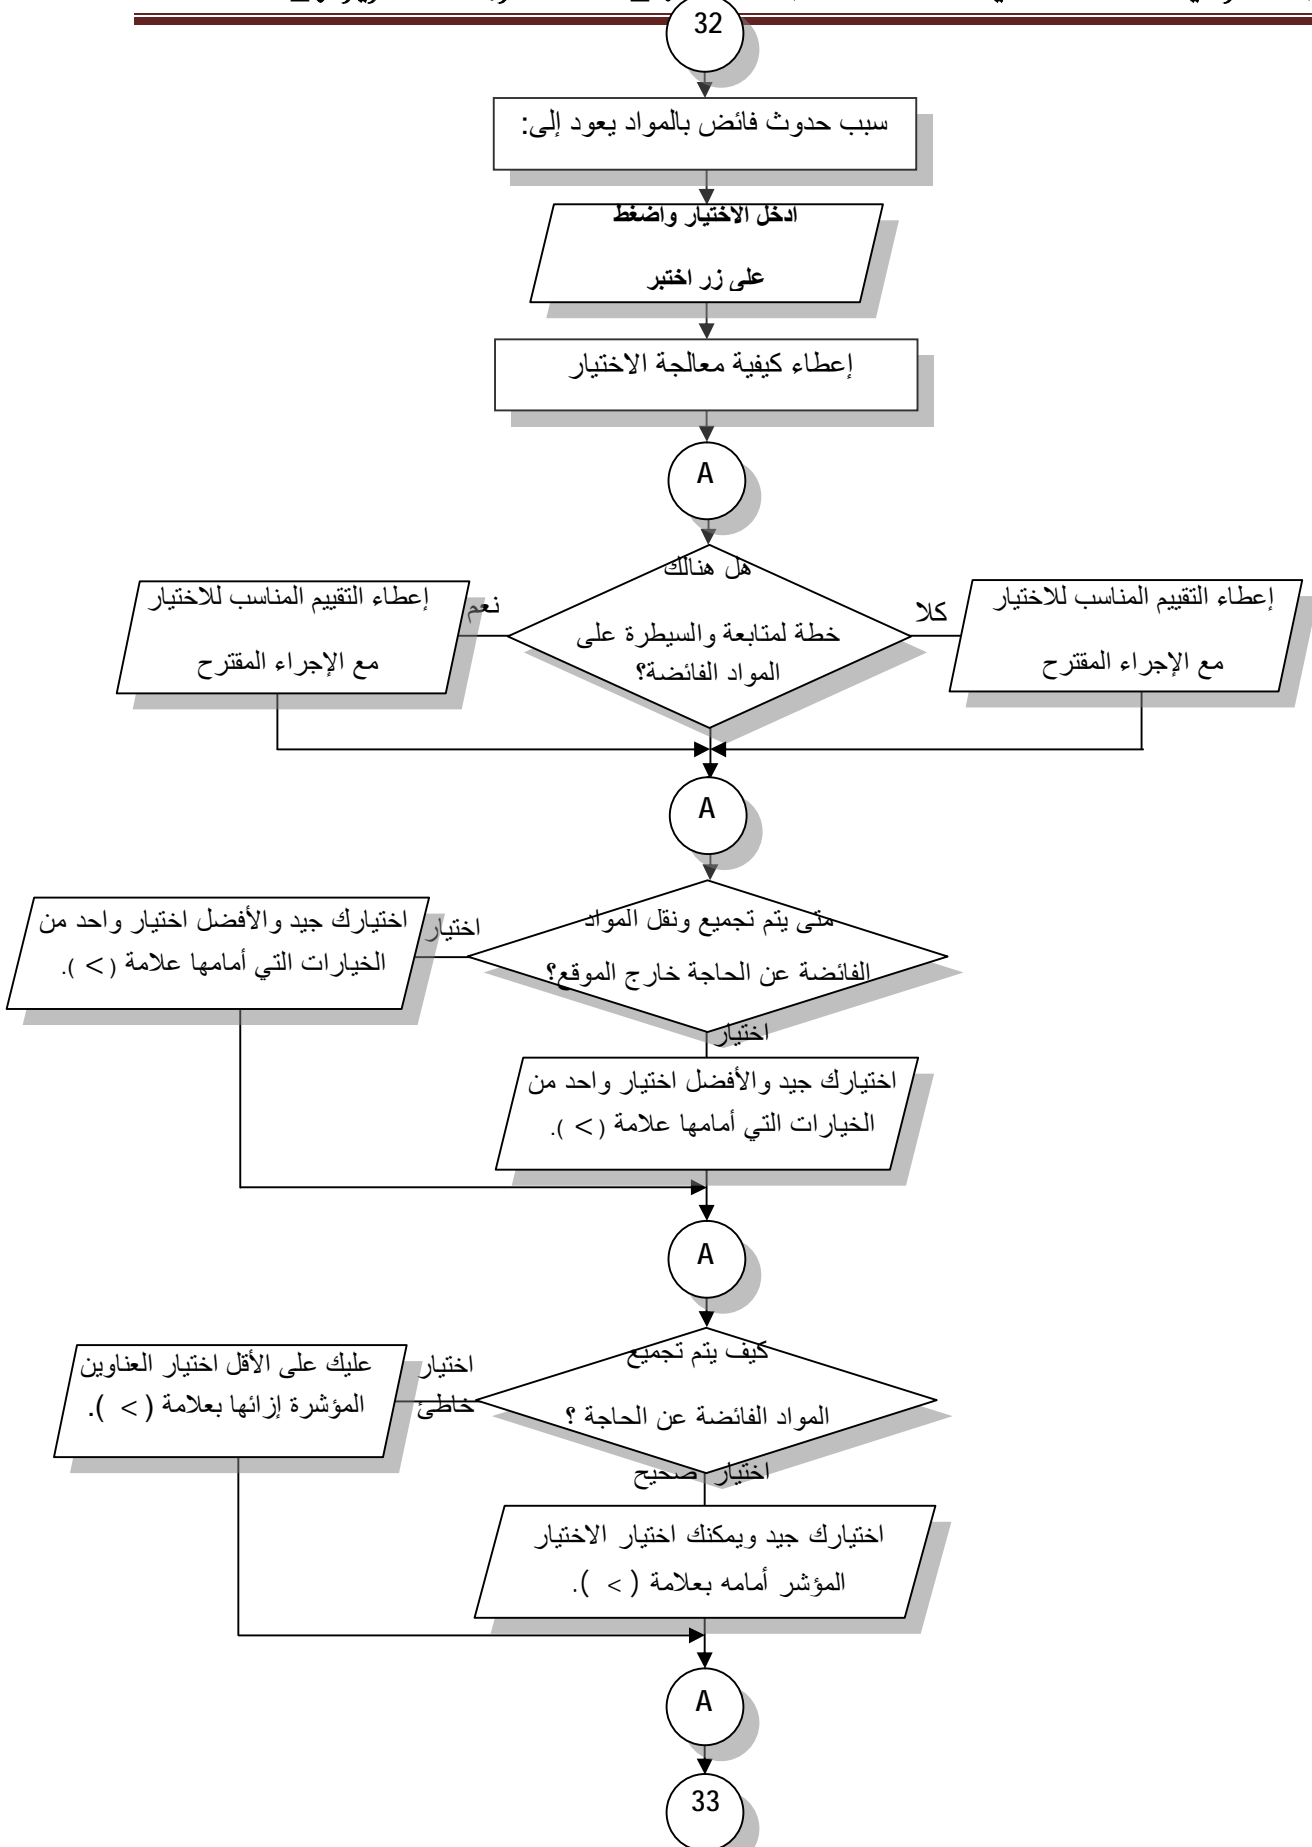 32
سبب حدوث فائض بالمواد يعود إلى:
ادخل الاختيار واضغط
على زر اختبر
إعطاء كيفية معالجة الاختيار
A
هل هنالك
خطة لمتابعة والسيطرة على
المواد الفائضة؟
كلا
إعطاء التقييم المناسب للاختيار
مع الإجراء المقترح
نعم
إعطاء التقييم المناسب للاختيار
مع الإجراء المقترح
A
متى يتم تجميع ونقل المواد
الفائضة عن الحاجة خارج الموقع؟
اختيار
اختيارك جيد والأفضل اختيار واحد من
الخيارات التي أمامها علامة (> ).
اختيار
اختيارك جيد والأفضل اختيار واحد من
الخيارات التي أمامها علامة (> ).
A
كيف يتم تجميع
المواد الفائضة عن الحاجة ؟
اختيار
خاطئ
عليك على الأقل اختيار العناوين
المؤشرة إزائها بعلامة ( > ).
اختيار صحيح
اختيارك جيد ويمكنك اختيار الاختيار
المؤشر أمامه بعلامة ( > ).
A
33